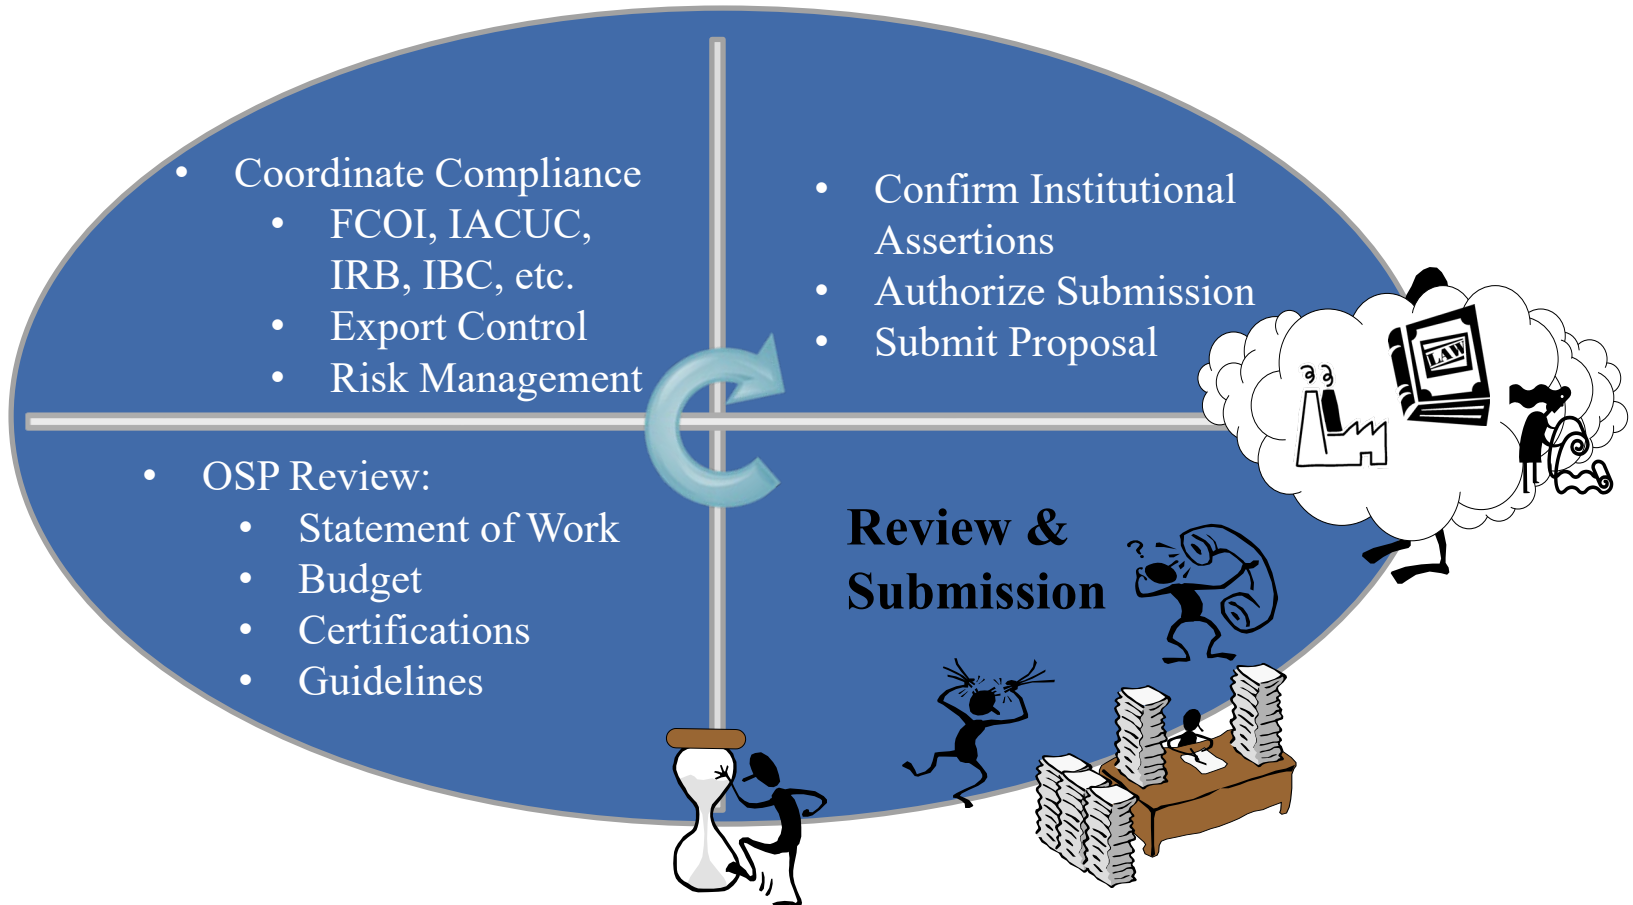 • Coordinate Compliance
• FCOI, IACUC,
IRB, IBC, etc.
• Export Control
• Risk Management
• Confirm Institutional
Assertions
• Authorize Submission
• Submit Proposal
LAW
• OSP Review:
• Statement of Work
• Budget
• Certifications
• Guidelines
Review &
Submission
?